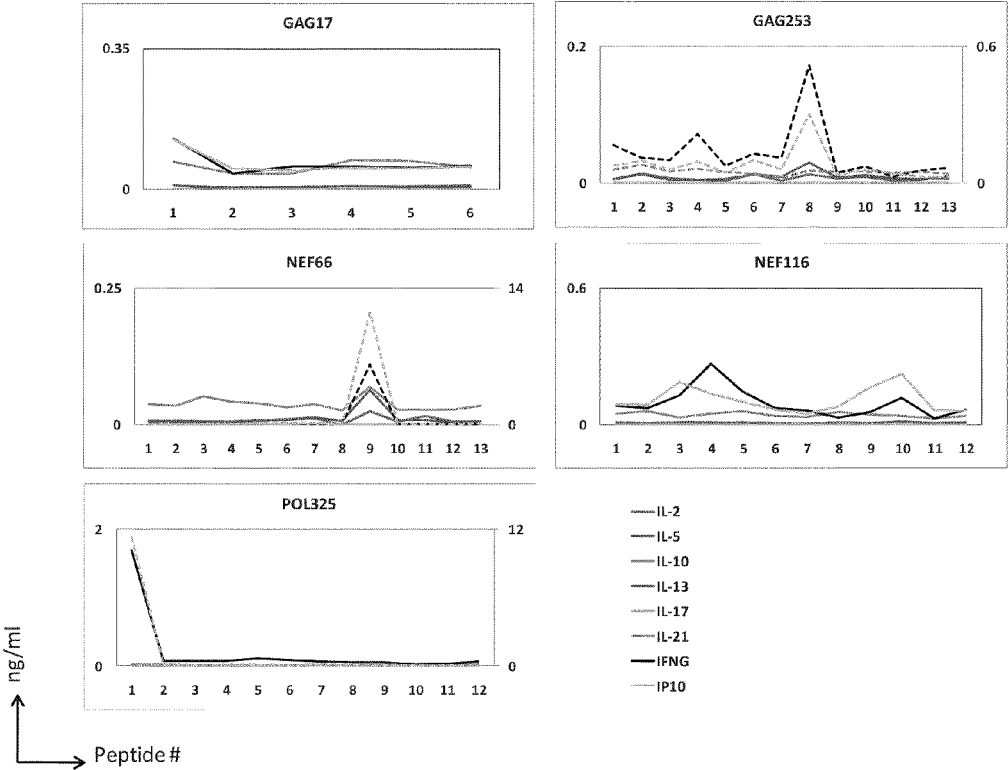 GAG17
0.35
0
1 2 3 4 5 6
GAG253
0.2
0.6
0
0
1 2 3 4 5 6 7 8 9 10 11 12 13
NEF66
0.25
14
0
0
1 2 3 4 5 6 7 8 9 10 11 12 13
NEF116
0.6
0
1 2 3 4 5 6 7 8 9 10 11 12
POL325
2
12
0
0
1 2 3 4 5 6 7 8 9 10 11 12
IL-2
IL-5
IL-10
IL-13
IL-17
IL-21
IFNG
IP10
ng/ml
Peptide #